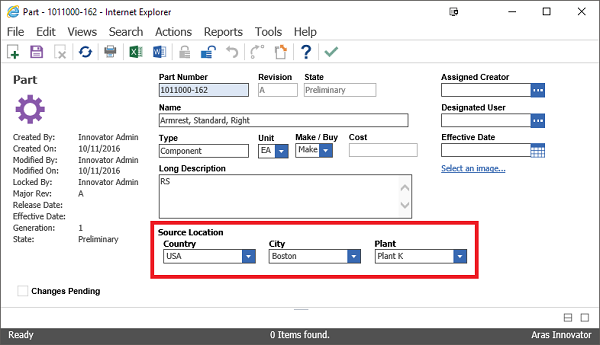 Part - 1011000-162 - Internet Explorer
File Edit Views Search Actions Reports Tools Help
Part
Created By: Innovator Admin
Created On: 10/11/2016
Modified By: Innovator Admin
Modified On: 10/11/2016
Locked By: Innovator Admin
Major Rev: A
Release Date:
Effective Date:
Generation: 1
State: Preliminary
Changes Pending
Part Number Revision State
1011000-162 A Preliminary
Name
Armrest, Standard, Right
Type Unit Make / Buy Cost
Component EA Make
Long Description
RS
Source Location
Country City Plant
USA Boston Plant K
Assigned Creator
Designated User
Effective Date
Select an image...
Ready 0 Items found. Aras Innovator